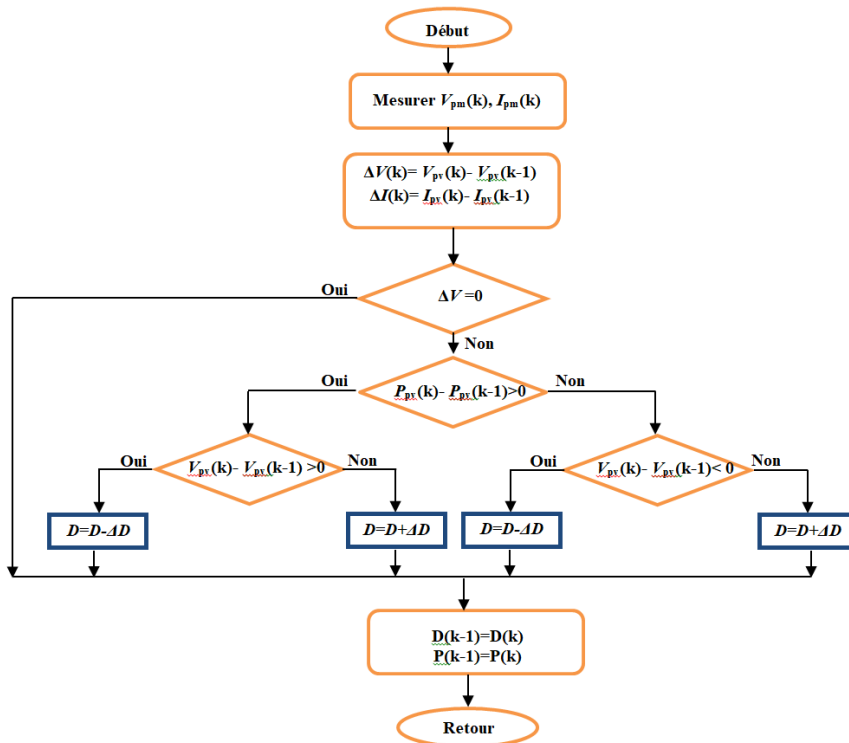 Début
Mesurer Vpm(k), Ipm(k)
ΔV(k)= Vpv(k)- Vpv(k-1)
ΔI(k)= Ipv(k)- Ipv(k-1)
Oui
ΔV =0
Non
Oui
Ppv(k)- Ppv(k-1)>0
Non
Oui
Vpv(k)- Vpv(k-1) >0
Non
Oui
Vpv(k)- Vpv(k-1)< 0
Non
D=D-ΔD
D=D+ΔD
D=D-ΔD
D=D+ΔD
D(k-1)=D(k)
P(k-1)=P(k)
Retour